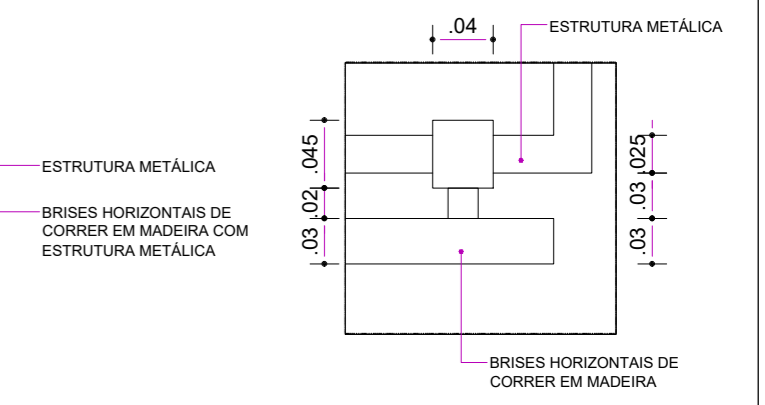 .04
ESTRUTURA METÁLICA
.045
.02
.03
.025
.03
.03
ESTRUTURA METÁLICA
BRISES HORIZONTAIS DE
CORRER EM MADEIRA COM
ESTRUTURA METÁLICA
BRISES HORIZONTAIS DE
CORRER EM MADEIRA